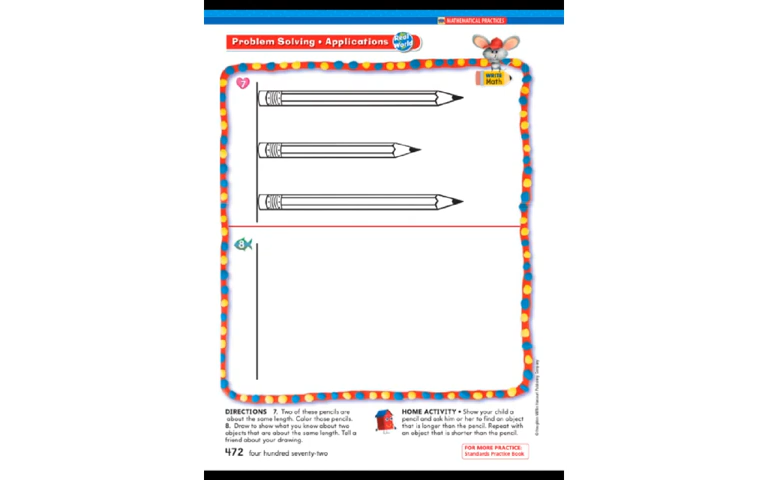 MATHEMATICAL PRACTICES
Problem Solving • Applications
Real World
WRITE Math
7
8
DIRECTIONS 7. Two of these pencils are
about the same length. Color those pencils.
8. Draw to show what you know about two
objects that are about the same length. Tell a
friend about your drawing.
HOME ACTIVITY • Show your child a
pencil and ask him or her to find an object
that is longer than the pencil. Repeat with
an object that is shorter than the pencil.
FOR MORE PRACTICE:
Standards Practice Book
472 four hundred seventy-two